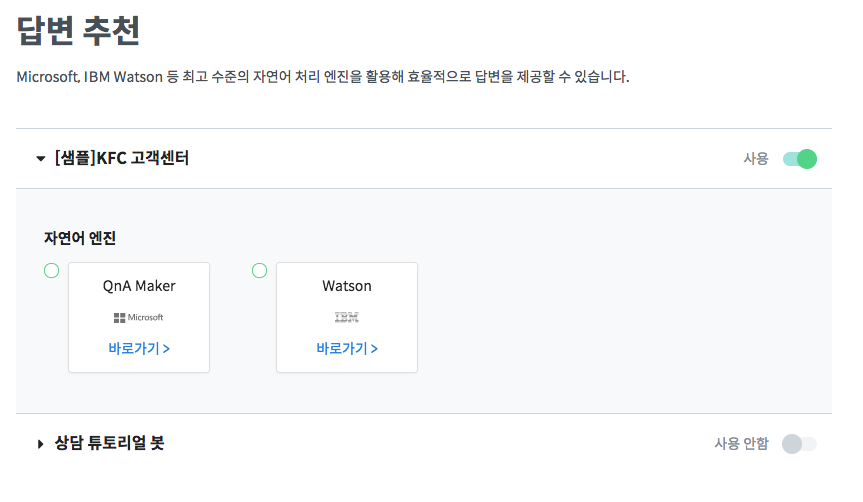 답변 추천
Microsoft, IBM Watson 등 최고 수준의 자연어 처리 엔진을 활용해 효율적으로 답변을 제공할 수 있습니다.
[샘플]KFC 고객센터
사용
자연어 엔진
QnA Maker
Microsoft
바로가기 >
Watson
IBM
바로가기 >
상담 튜토리얼 봇
사용 안함